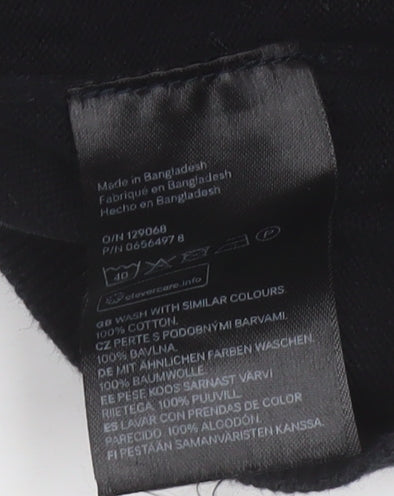 Made in Bangladesh
Fabriqué en Bangladesh
Hecho en Bangladesh
O/N 129068
P/N 0656497 8
40
P
clevercare.info
GB WASH WITH SIMILAR COLOURS.
100% COTTON.
CZ PERTE S PODOBNÝMI BARVAMI.
100% BAVLNA.
DE MIT ÄHNLICHEN FARBEN WASCHEN.
100% BAUMWOLLE.
EE PESE KOOS SARNAST VÄRVI
RIIETEGA. 100% PUUVILL.
ES LAVAR CON PRENDAS DE COLOR
PARECIDO. 100% ALGODÓN.
FI PESTÄÄN SAMANVÄRISTEN KANSSA.